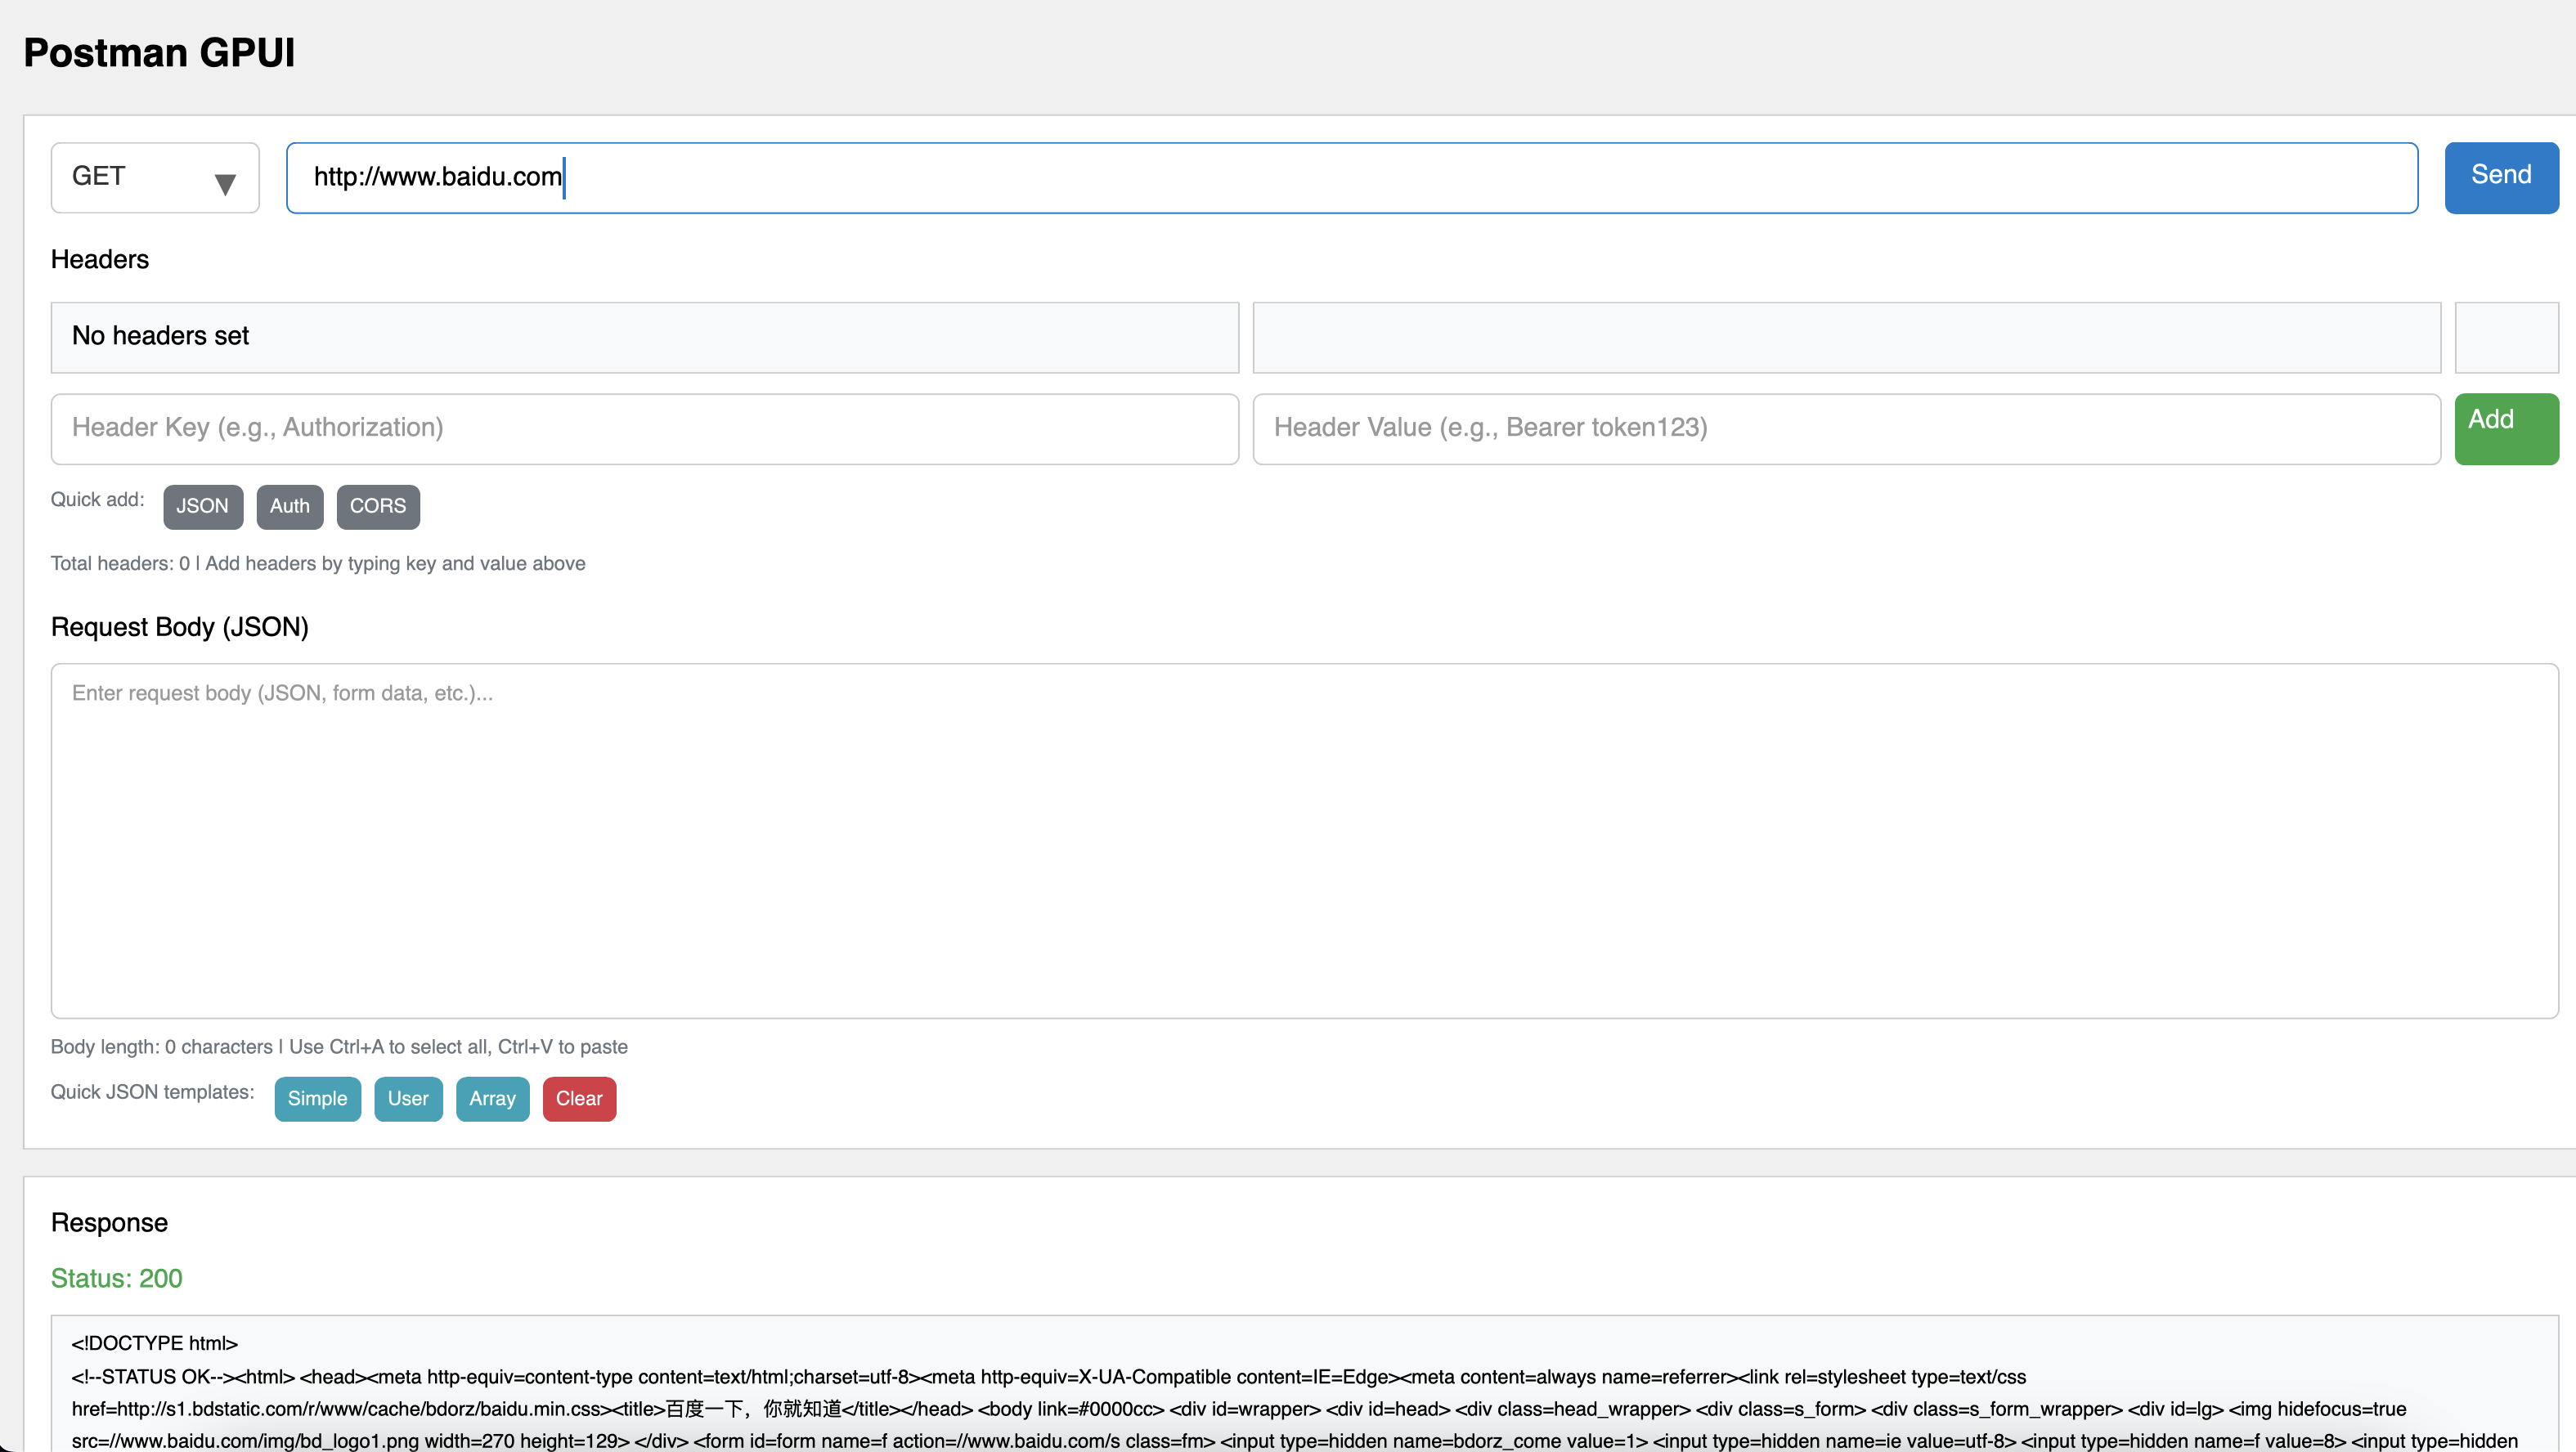 Postman GPUI
GET ▼ http://www.baidu.com Send
Headers
No headers set
Header Key (e.g., Authorization) Header Value (e.g., Bearer token123) Add
Quick add: JSON Auth CORS
Total headers: 0 | Add headers by typing key and value above
Request Body (JSON)
Enter request body (JSON, form data, etc.)...
Body length: 0 characters | Use Ctrl+A to select all, Ctrl+V to paste
Quick JSON templates: Simple User Array Clear
Response
Status: 200
<!DOCTYPE html>
<!--STATUS OK--><html> <head><meta http-equiv=content-type content=text/html;charset=utf-8><meta http-equiv=X-UA-Compatible content=IE=Edge><meta content=always name=referrer><link rel=stylesheet type=text/css
href=http://s1.bdstatic.com/r/www/cache/bdorz/baidu.min.css><title>百度一下，你就知道</title></head> <body link=#0000cc> <div id=wrapper> <div id=head> <div class=head_wrapper> <div class=s_form> <div class=s_form_wrapper> <div id=lg> <img hidefocus=true
src=//www.baidu.com/img/bd_logo1.png width=270 height=129> </div> <form id=form name=f action=//www.baidu.com/s class=fm> <input type=hidden name=bdorz_come value=1> <input type=hidden name=ie value=utf-8> <input type=hidden name=f value=8> <input type=hidden